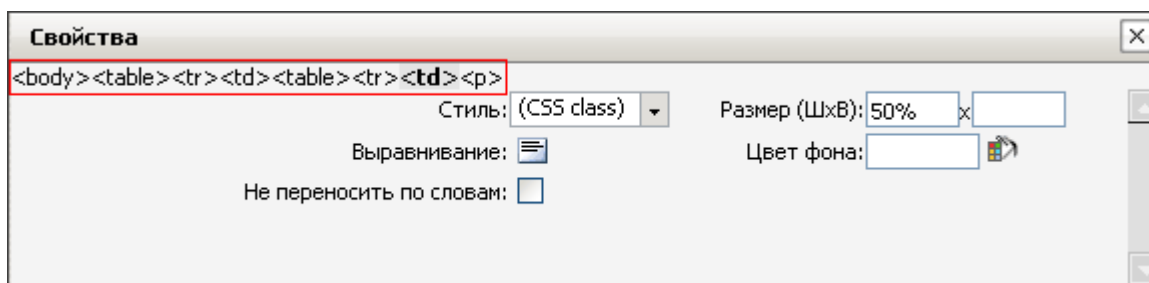 Свойства
<body><table><tr><td><table><tr><td><p>
Стиль: (CSS class) Размер (ШхВ): 50% x
Выравнивание: Цвет фона:
Не переносить по словам: